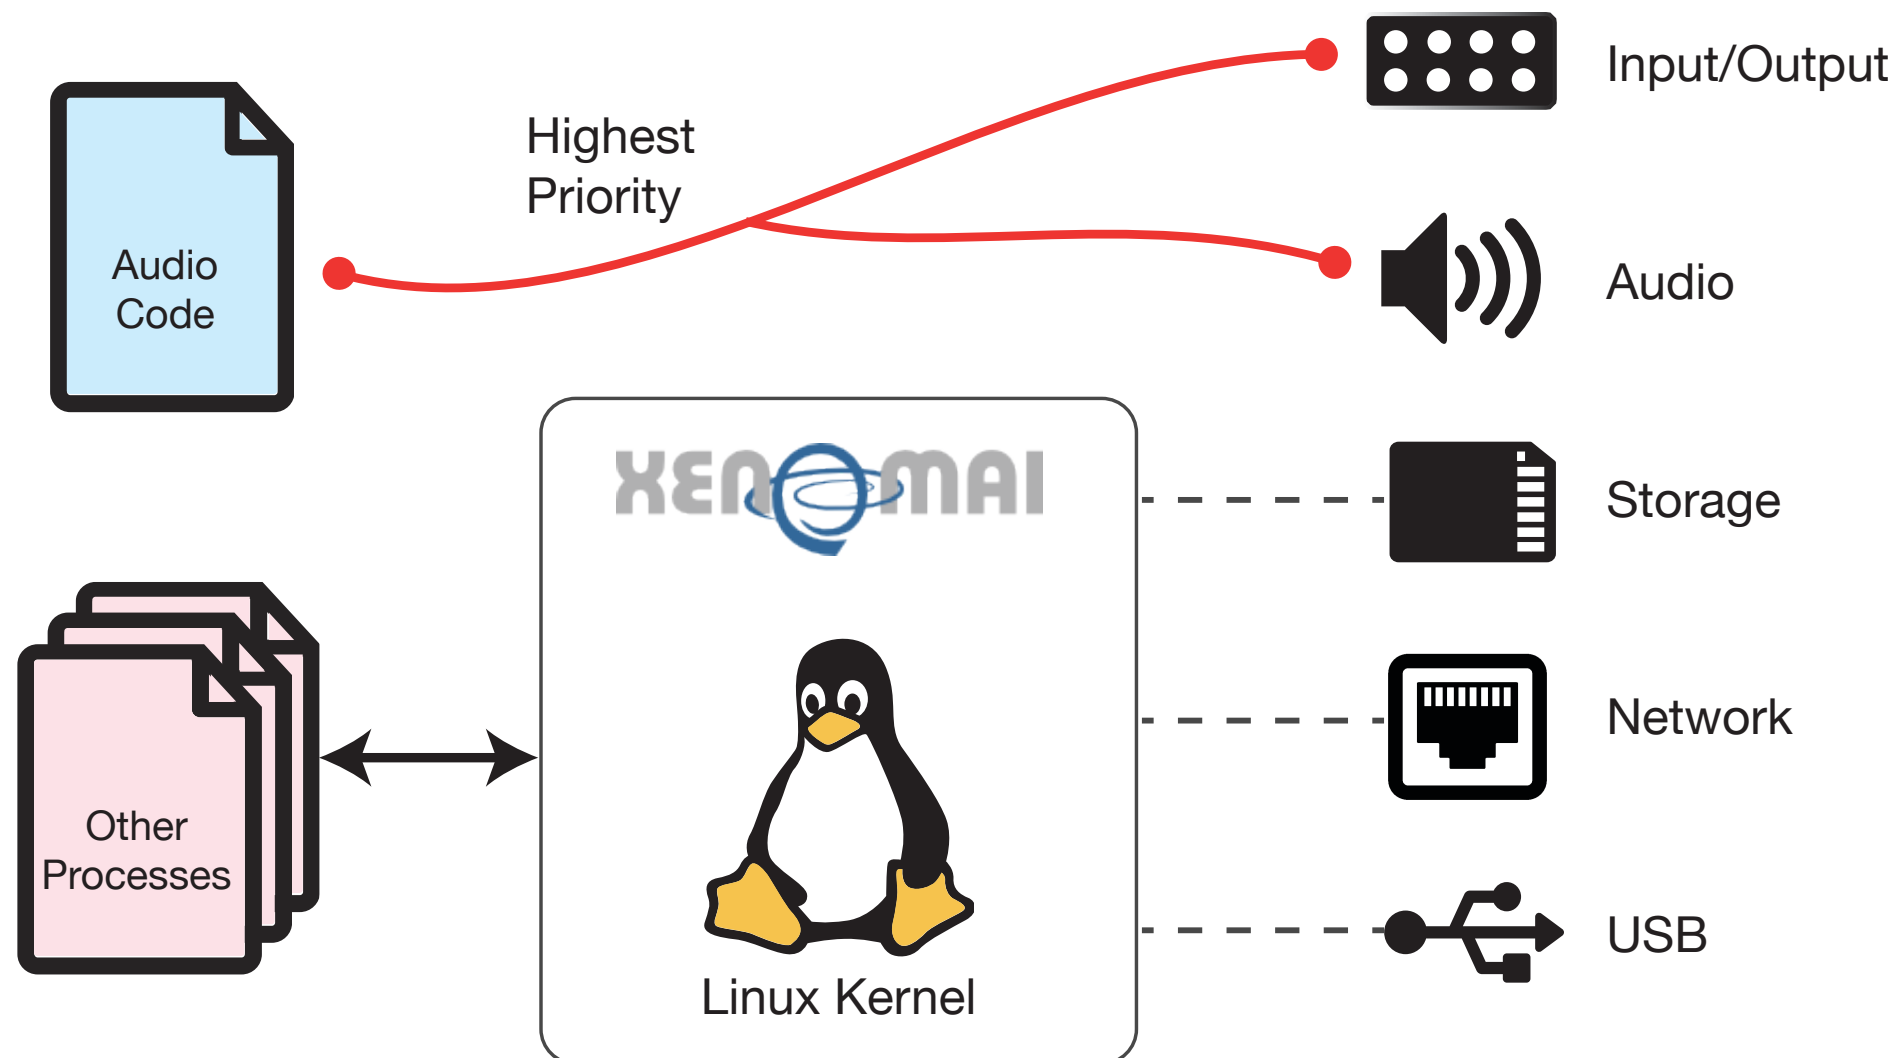 Input/Output
Highest
Priority
Audio
Code
Audio
XENOMAI
Storage
Network
Other
Processes
USB
Linux Kernel